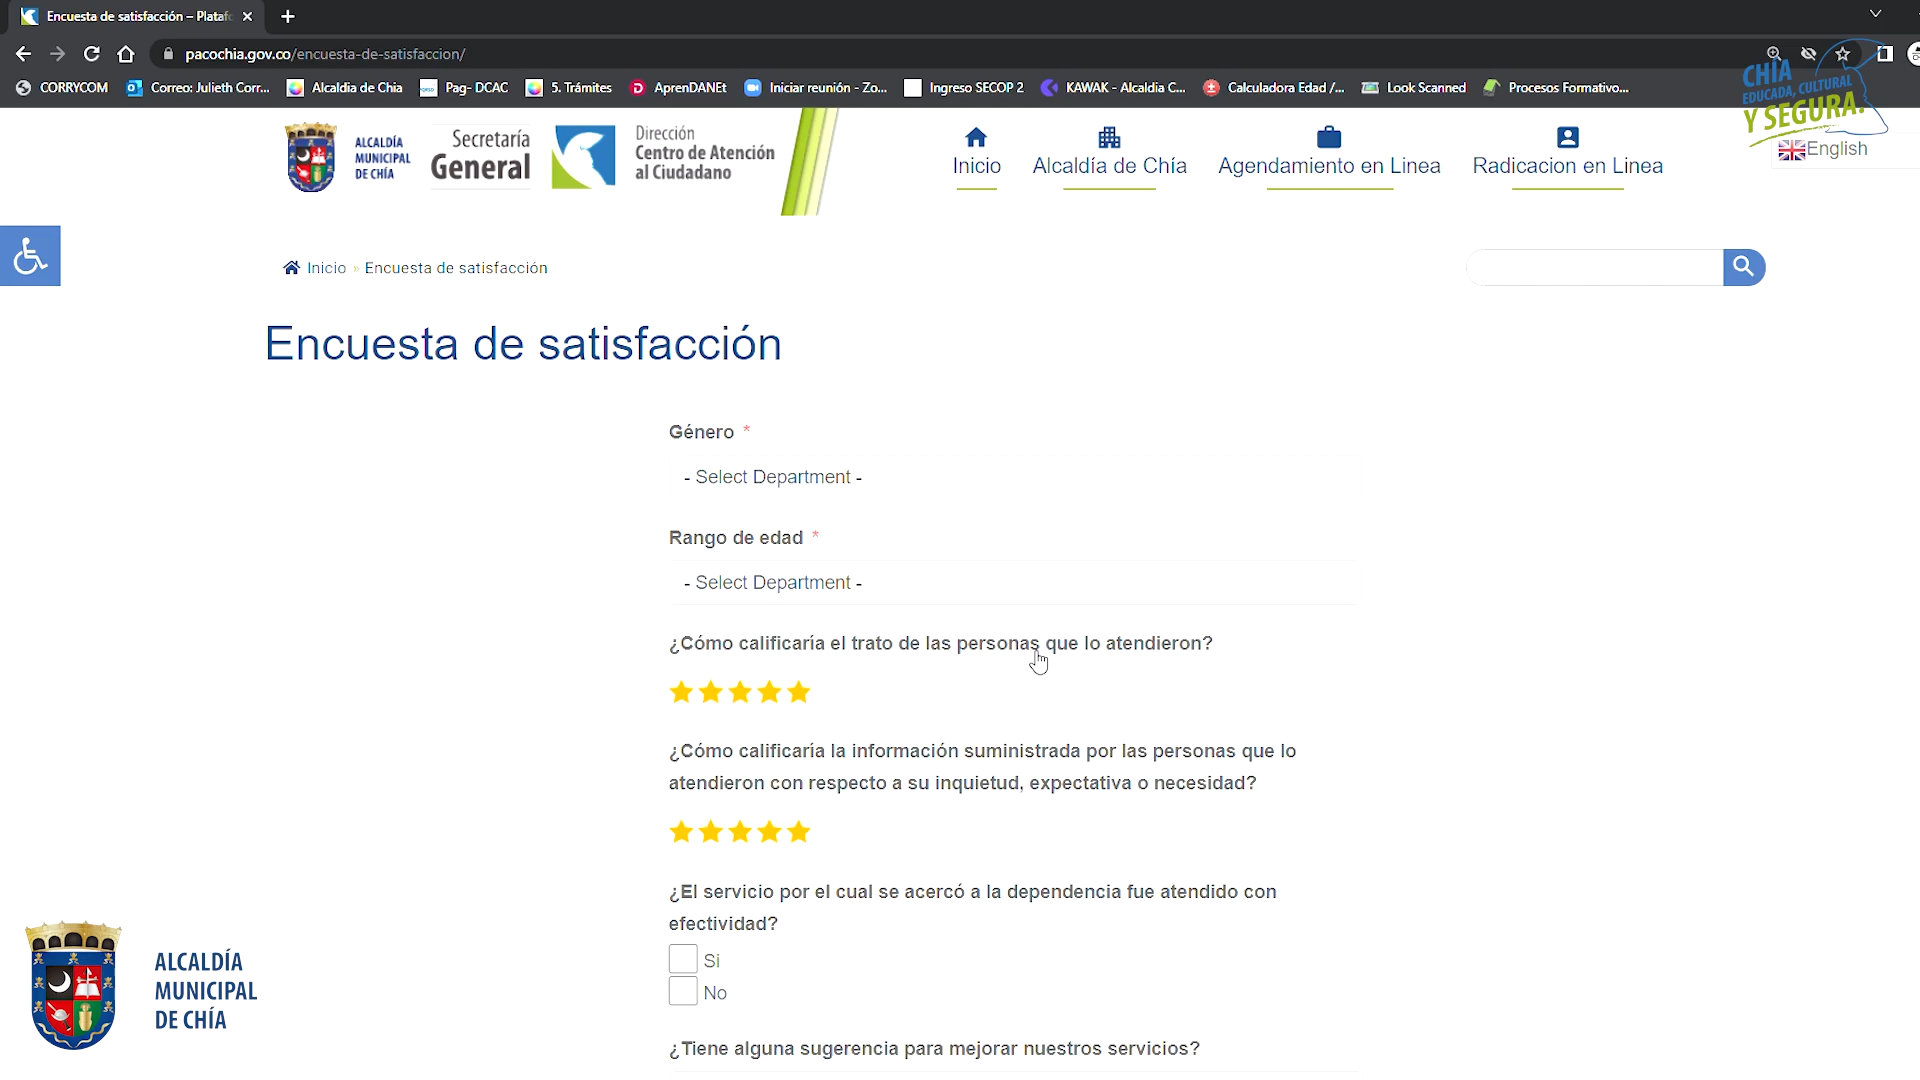 Encuesta de satisfacción – Plataf
pacochia.gov.co/encuesta-de-satisfaccion/
CORRYCOM
Correo: Julieth Corr...
Alcaldia de Chia
Pag- DCAC
5. Trámites
AprenDANEt
Iniciar reunión - Zo...
Ingreso SECOP 2
KAWAK - Alcaldia C...
Calculadora Edad /...
Look Scanned
Procesos Formativo...
CHÍA
EDUCADA, CULTURAL
Y SEGURA.
ALCALDÍA
MUNICIPAL
DE CHÍA
Secretaría
General
Dirección
Centro de Atención
al Ciudadano
Inicio
Alcaldía de Chía
Agendamiento en Linea
Radicacion en Linea
English
Inicio » Encuesta de satisfacción
Encuesta de satisfacción
Género *
- Select Department -
Rango de edad *
- Select Department -
¿Cómo calificaría el trato de las personas que lo atendieron?
¿Cómo calificaría la información suministrada por las personas que lo
atendieron con respecto a su inquietud, expectativa o necesidad?
¿El servicio por el cual se acercó a la dependencia fue atendido con
efectividad?
Si
No
¿Tiene alguna sugerencia para mejorar nuestros servicios?
ALCALDÍA
MUNICIPAL
DE CHÍA